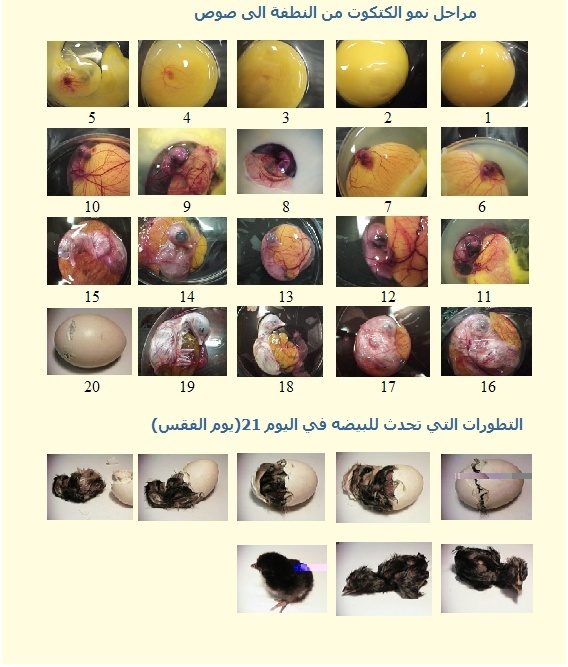 مراحل نمو الكتكوت من النطفة الى صوص
1 2 3 4 5
6 7 8 9 10
11 12 13 14 15
16 17 18 19 20
التطورات التي تحدث للبيضه في اليوم 21(يوم الفقس)